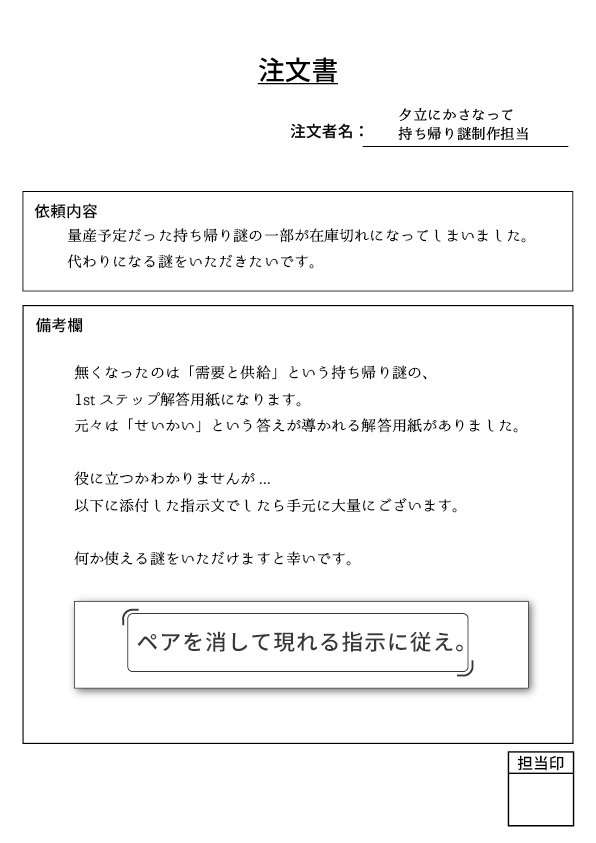 注文書
注文者名：
夕立にかさなって
持ち帰り謎制作担当
依頼内容
量産予定だった持ち帰り謎の一部が在庫切れになってしまいました。
代わりになる謎をいただきたいです。
備考欄
無くなったのは「需要と供給」という持ち帰り謎の、
1st ステップ解答用紙になります。
元々は「せいかい」という答えが導かれる解答用紙がありました。
役に立つかわかりませんが ...
以下に添付した指示文でしたら手元に大量にございます。
何か使える謎をいただけますと幸いです。
ペアを消して現れる指示に従え。
担当印